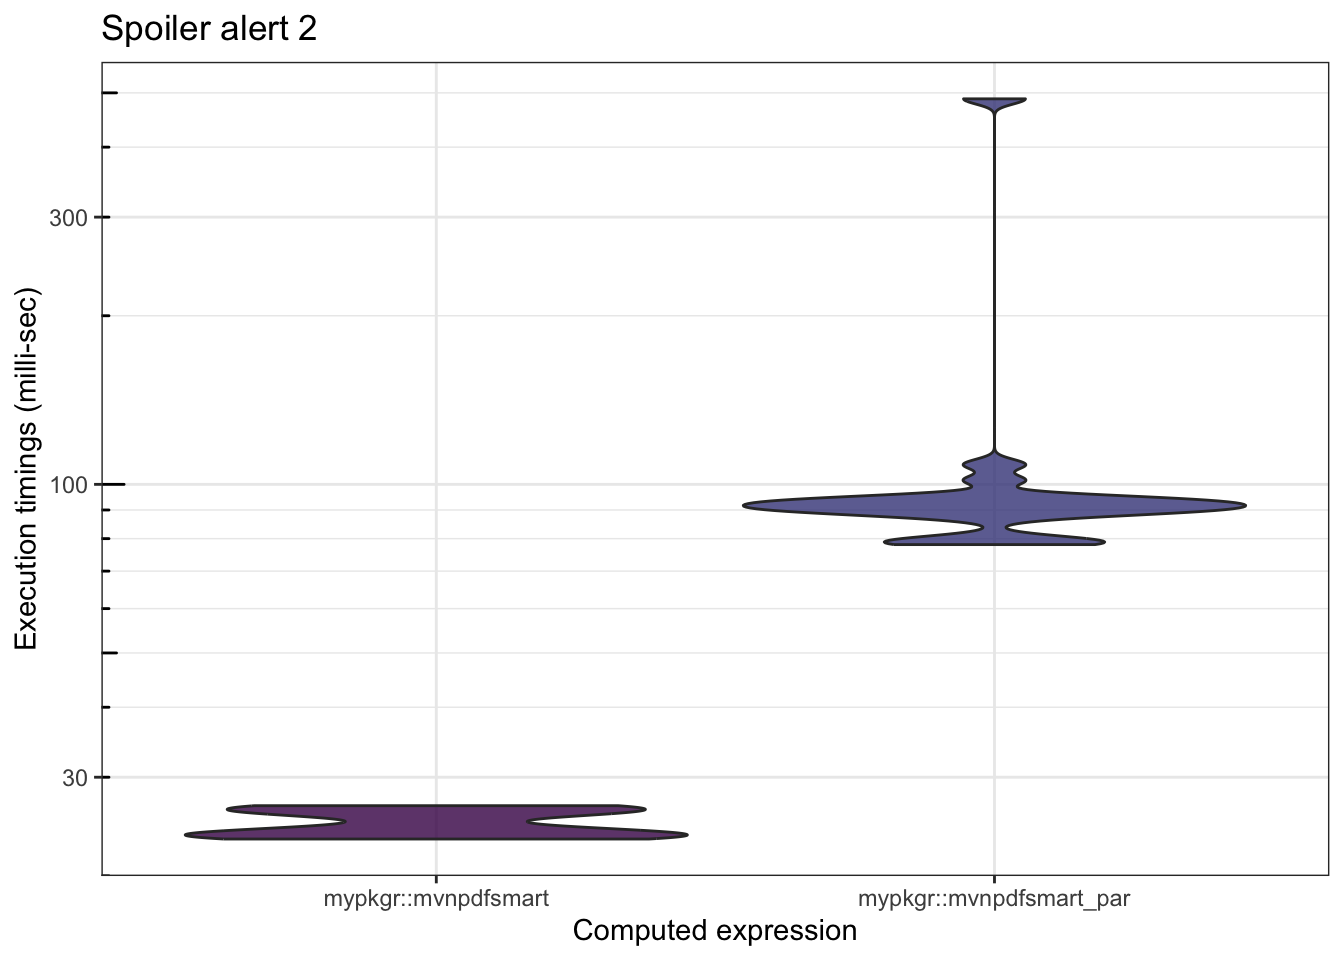 Spoiler alert 2
Execution timings (milli-sec)
300
100
30
mypkgr::mvnpdfsmart
mypkgr::mvnpdfsmart_par
Computed expression